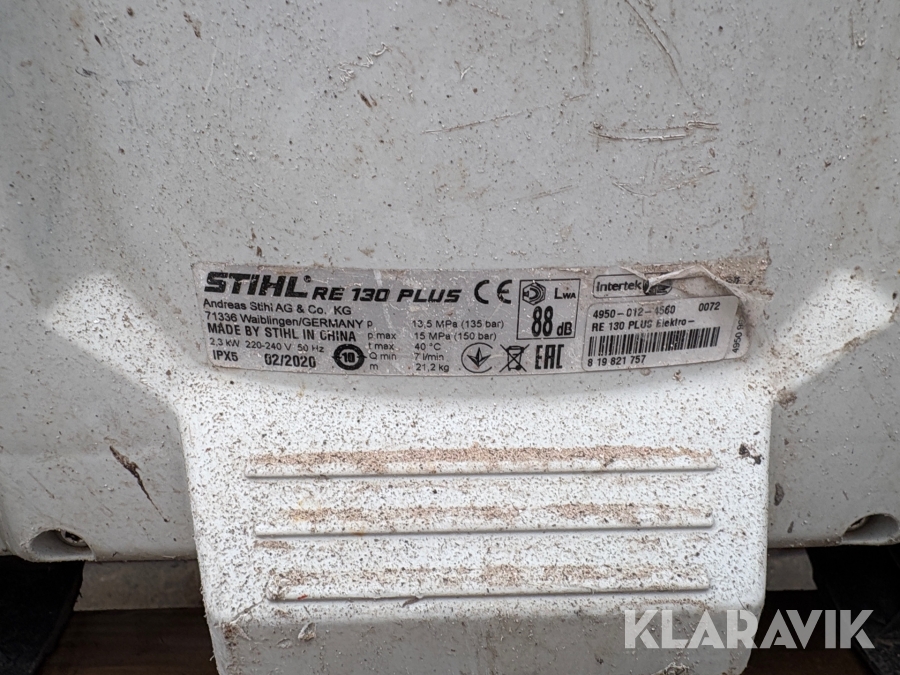 STIHL® RE 130 PLUS CE
Andreas Stihl AG & Co. KG
71336 Waiblingen/GERMANY
MADE BY STIHL IN CHINA
2,3 kW 220-240 V 50 Hz
IPX5 02/2020 10
p 13,5 MPa (135 bar)
p max 15 MPa (150 bar)
t max 40 °C
Q min 7 l/min
m 21,2 kg
LWA
88 dB
EAC
Intertek
4950-012-4560 0072
RE 130 PLUS Elektro-
8 19 821 757
4950
KLARAVIK